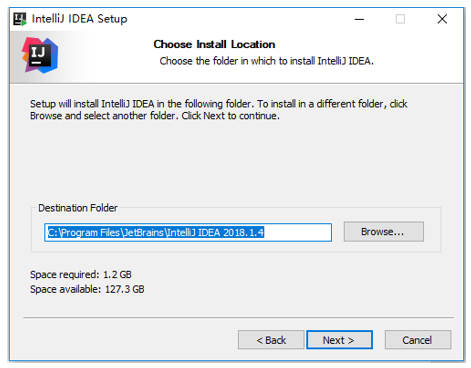 IntelliJ IDEA Setup
IJ
Choose Install Location
Choose the folder in which to install IntelliJ IDEA.
Setup will install IntelliJ IDEA in the following folder. To install in a different folder, click
Browse and select another folder. Click Next to continue.
Destination Folder
C:\Program Files\JetBrains\IntelliJ IDEA 2018.1.4
Browse...
Space required: 1.2 GB
Space available: 127.3 GB
< Back
Next >
Cancel